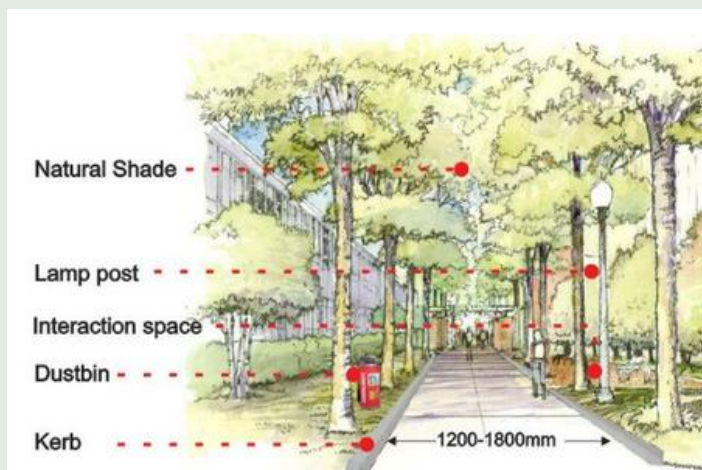 Natural Shade
Lamp post
Interaction space
Dustbin
Kerb
1200-1800mm